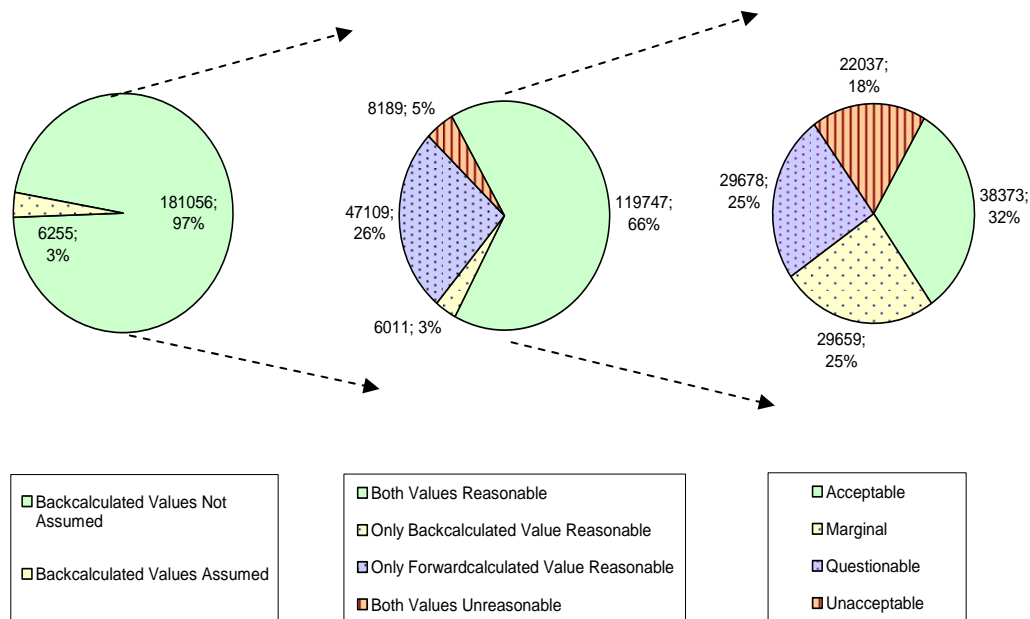 181056;
97%
6255;
3%
8189; 5%
119747
66%
47109;
26%
6011; 3%
22037;
18%
38373;
32%
29678;
25%
29659;
25%
Backcalculated Values Not
Assumed
Backcalculated Values Assumed
Both Values Reasonable
Only Backcalculated Value Reasonable
Only Forwardcalculated Value Reasonable
Both Values Unreasonable
Acceptable
Marginal
Questionable
Unacceptable